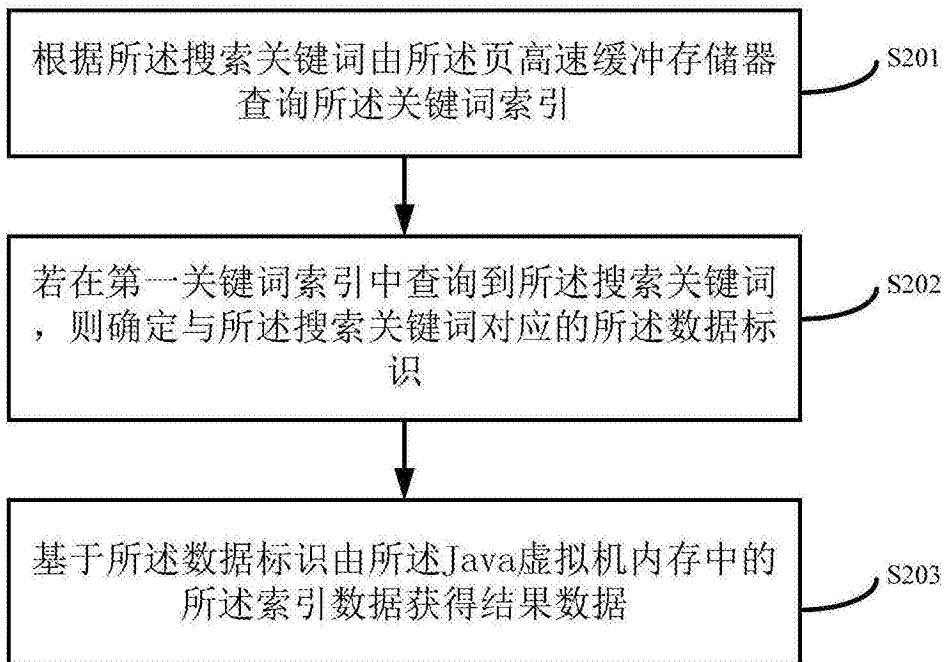 根据所述搜索关键词由所述页高速缓冲存储器
查询所述关键词索引
S201
若在第一关键词索引中查询到所述搜索关键词
，则确定与所述搜索关键词对应的所述数据标
识
S202
基于所述数据标识由所述Java虚拟机内存中的
所述索引数据获得结果数据
S203